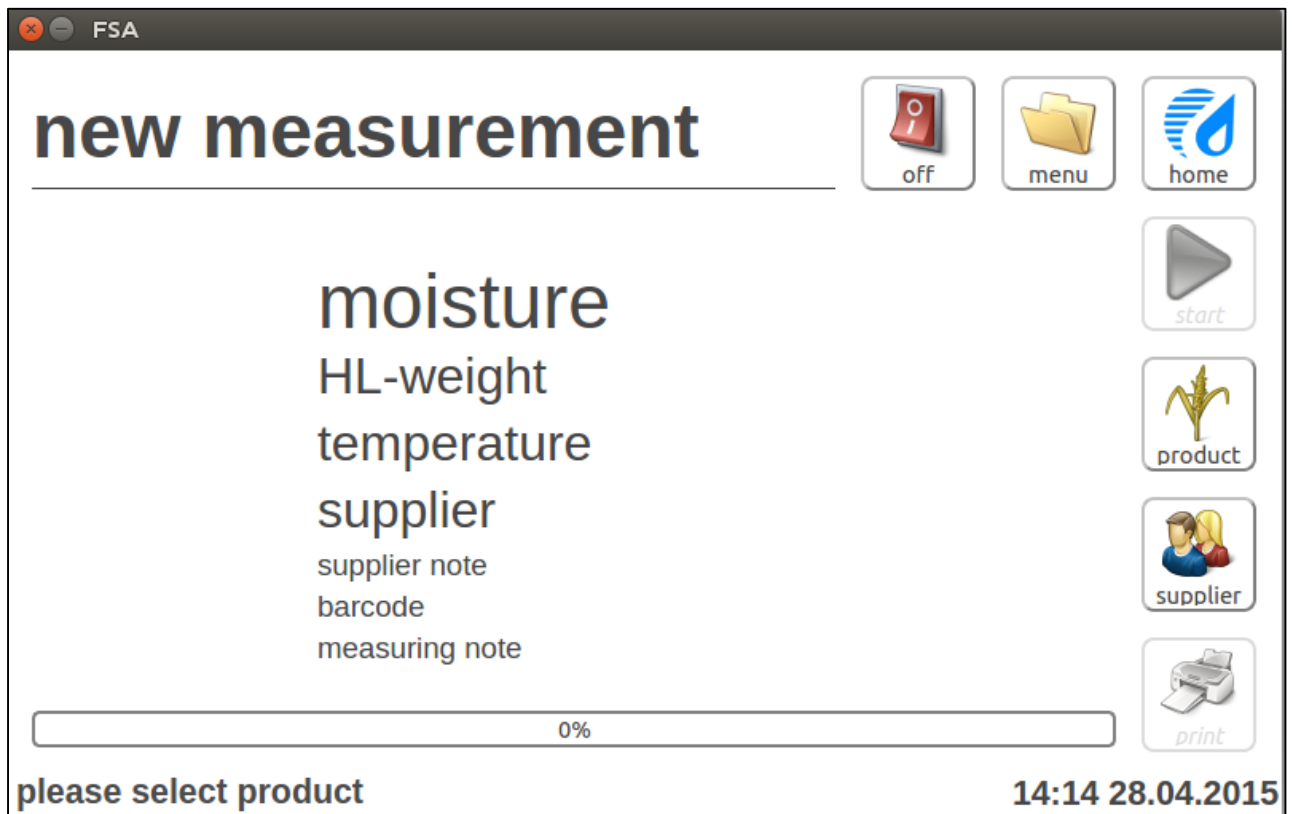 FSA
new measurement
off
menu
home
moisture
start
HL-weight
temperature
product
supplier
supplier note
supplier
barcode
measuring note
0%
print
please select product
14:14 28.04.2015